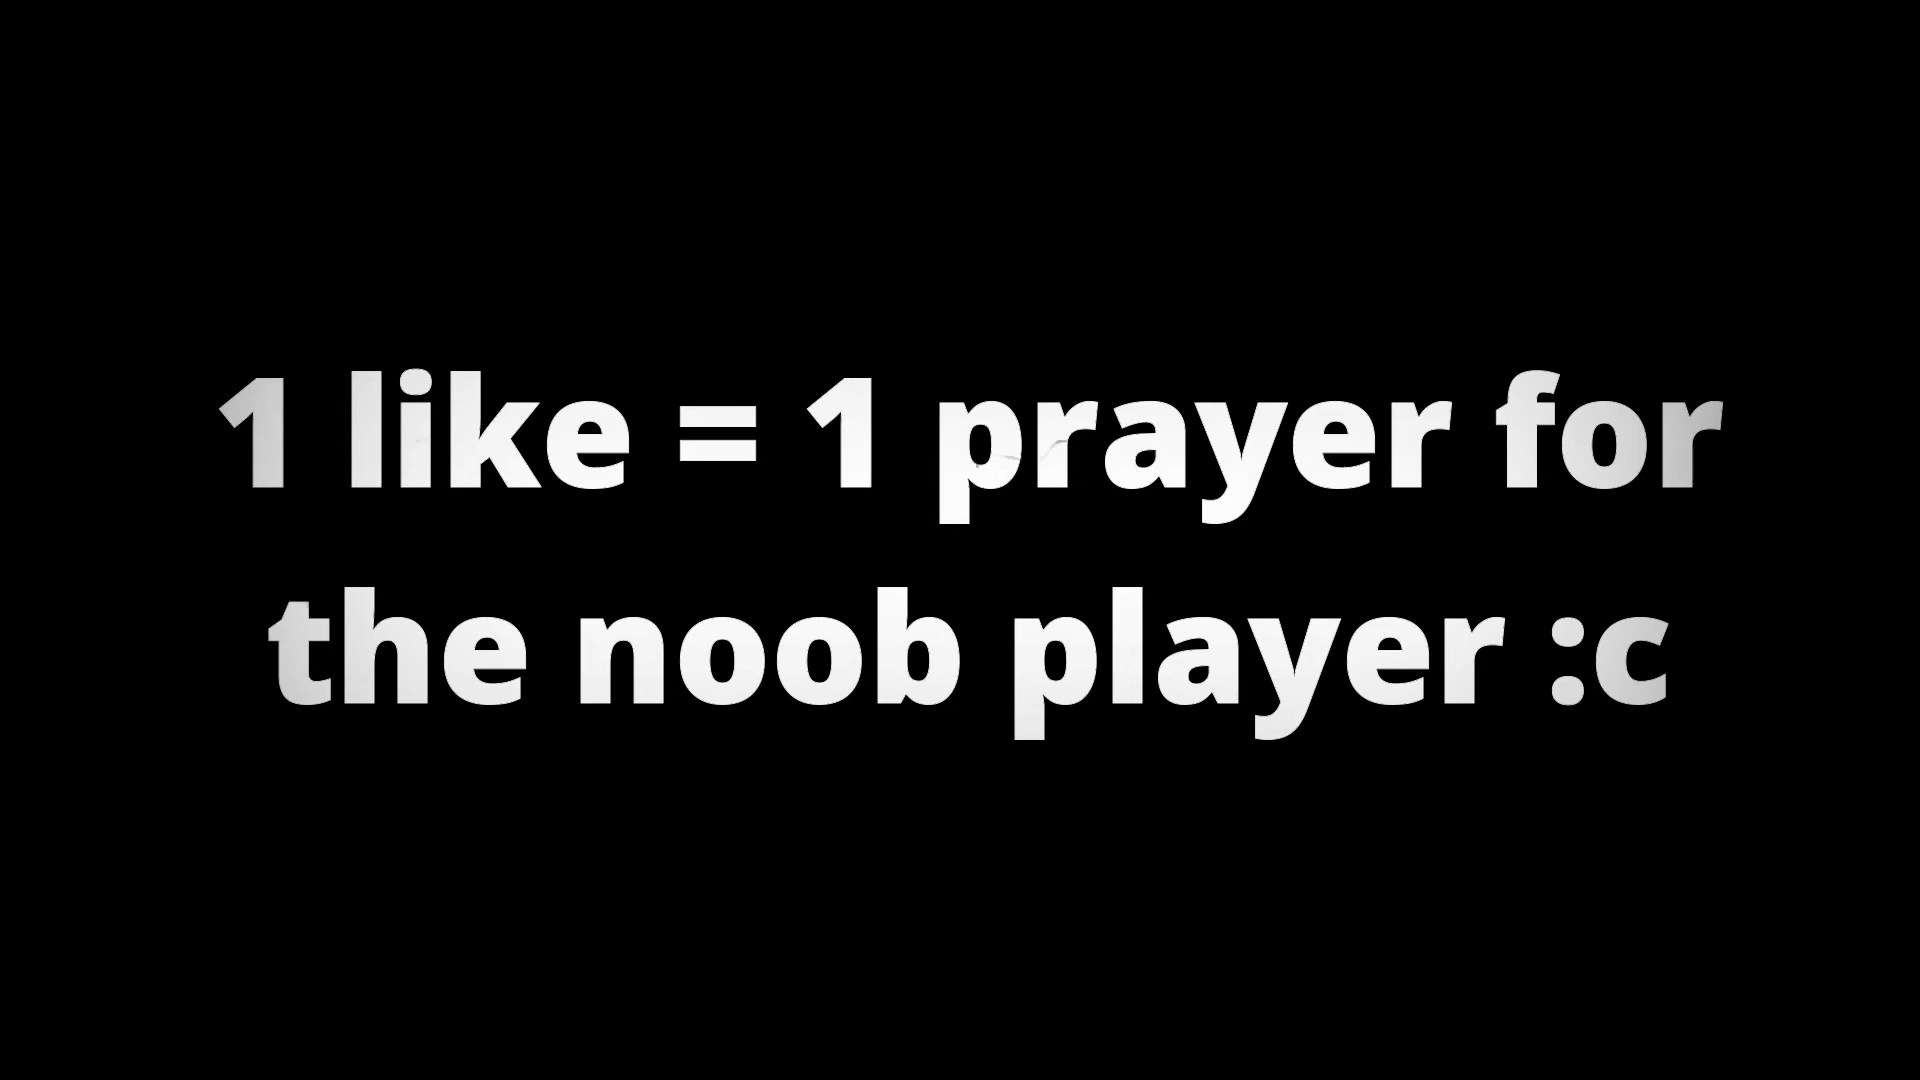 1 like = 1 prayer for
the noob player :c